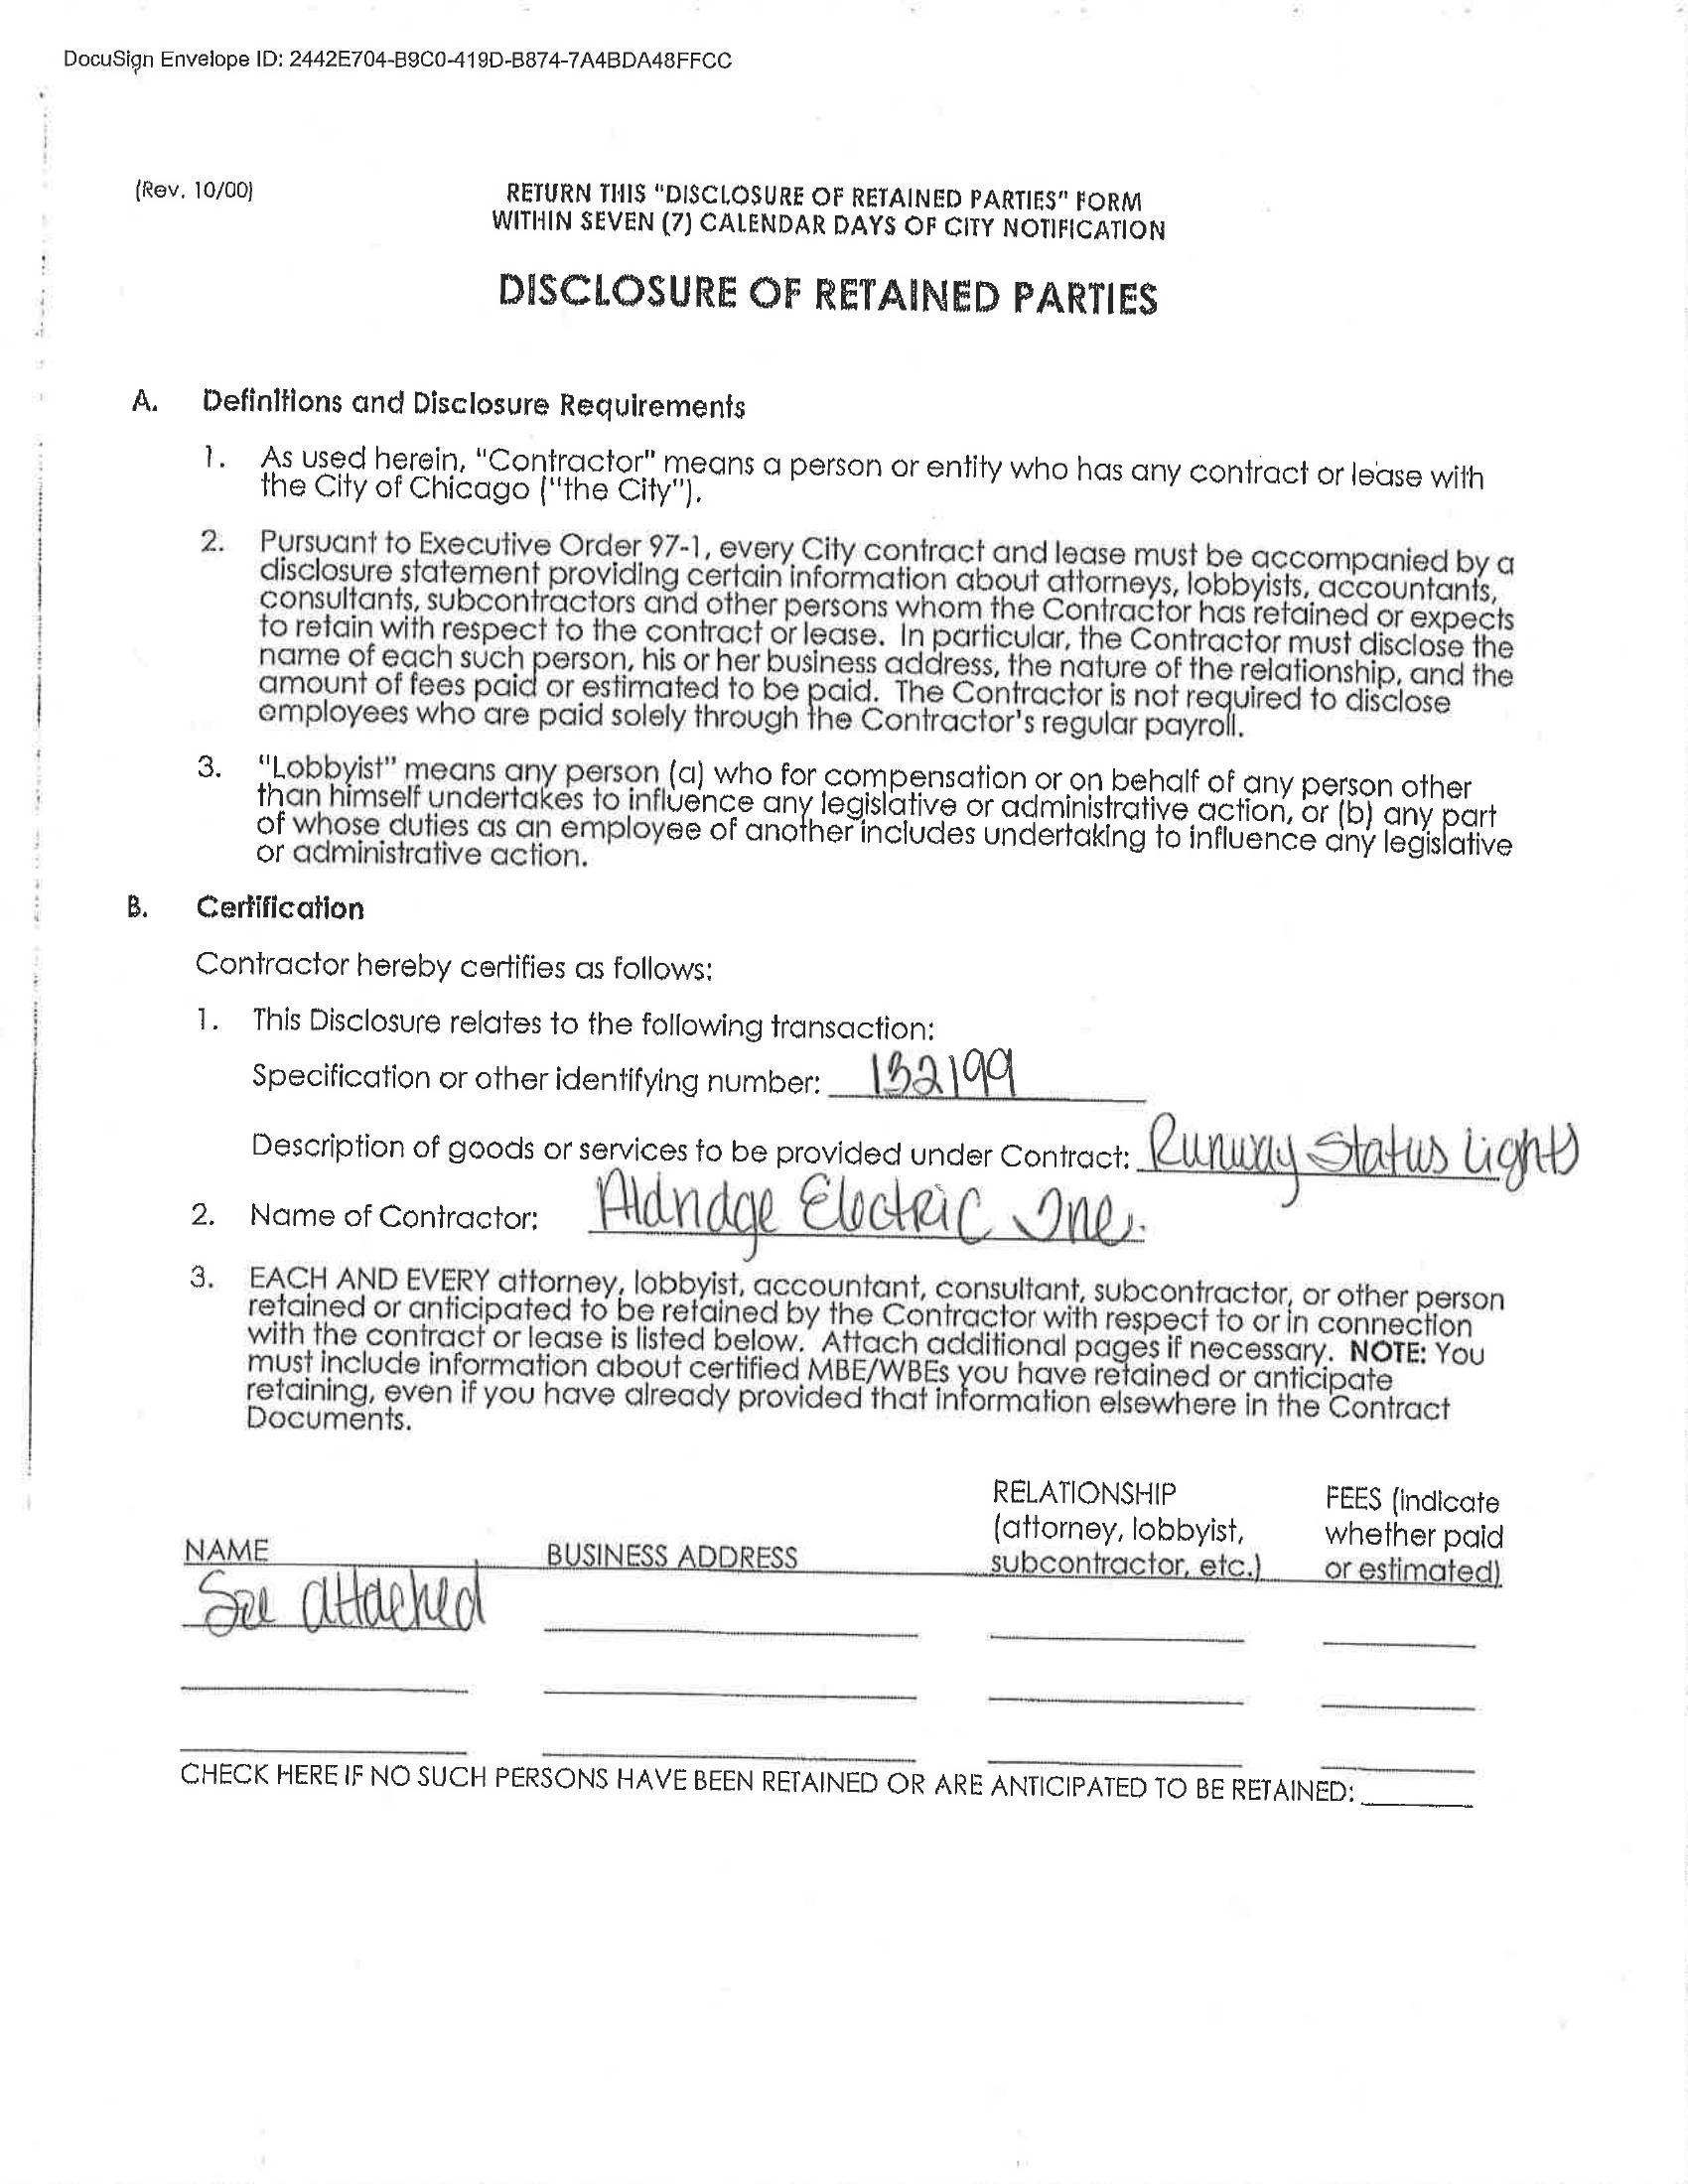 DocuSign Envelope ID: 2442E704-B9C0-419D-B874-7A4BDA48FFCC
(Rev. 10/00)
RETURN THIS "DISCLOSURE OF RETAINED PARTIES" FORM
WITHIN SEVEN (7) CALENDAR DAYS OF CITY NOTIFICATION
DISCLOSURE OF RETAINED PARTIES
A. Definitions and Disclosure Requirements
1. As used herein, "Contractor" means a person or entity who has any contract or lease with
the City of Chicago ("the City").
2. Pursuant to Executive Order 97-1, every City contract and lease must be accompanied by a
disclosure statement providing certain information about attorneys, lobbyists, accountants,
consultants, subcontractors and other persons whom the Contractor has retained or expects
to retain with respect to the contract or lease. In particular, the Contractor must disclose the
name of each such person, his or her business address, the nature of the relationship, and the
amount of fees paid or estimated to be paid. The Contractor is not required to disclose
employees who are paid solely through the Contractor's regular payroll.
3. "Lobbyist" means any person (a) who for compensation or on behalf of any person other
than himself undertakes to influence any legislative or administrative action, or (b) any part
of whose duties as an employee of another includes undertaking to influence any legislative
or administrative action.
B. Certification
Contractor hereby certifies as follows:
1. This Disclosure relates to the following transaction:
Specification or other identifying number: 132199
Description of goods or services to be provided under Contract: Runway Status Lights
2. Name of Contractor: Aldridge Electric Inc.
3. EACH AND EVERY attorney, lobbyist, accountant, consultant, subcontractor, or other person
retained or anticipated to be retained by the Contractor with respect to or in connection
with the contract or lease is listed below. Attach additional pages if necessary. NOTE: You
must include information about certified MBE/WBEs you have retained or anticipate
retaining, even if you have already provided that information elsewhere in the Contract
Documents.
NAME
BUSINESS ADDRESS
RELATIONSHIP
(attorney, lobbyist,
subcontractor, etc.)
FEES (indicate
whether paid
or estimated)
See attached
CHECK HERE IF NO SUCH PERSONS HAVE BEEN RETAINED OR ARE ANTICIPATED TO BE RETAINED: